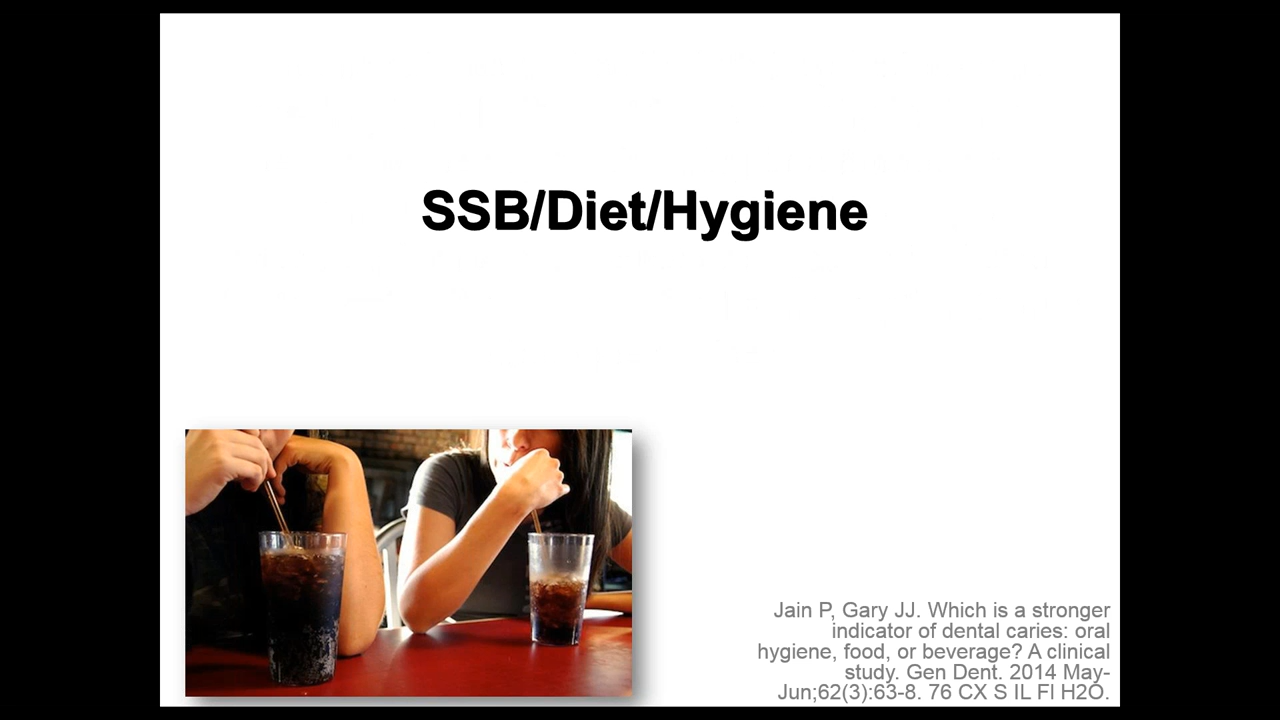 SSB/Diet/Hygiene
Jain P, Gary JJ. Which is a stronger
indicator of dental caries: oral
hygiene, food, or beverage? A clinical
study. Gen Dent. 2014 May-
Jun;62(3):63-8. 76 CX S IL FI H2O.